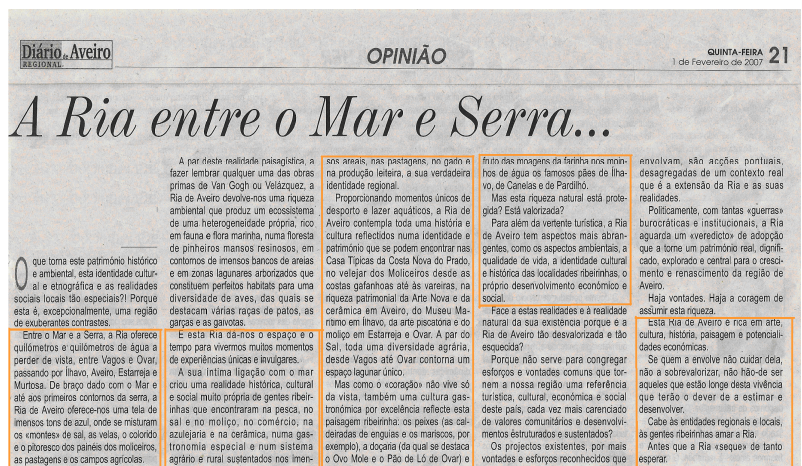 Diário de Aveiro
REGIONAL
OPINIÃO
QUINTA-FEIRA
1 de Fevereiro de 2007
21
A Ria entre o Mar e Serra...
O que torna este património histórico
e ambiental, esta identidade cultur-
al e etnográfica e as realidades
sociais locais tão especiais?! Porque
esta é, excepcionalmente, uma região
de exuberantes contrastes.
Entre o Mar e a Serra, a Ria oferece
quilómetros e quilómetros de água a
perder de vista, entre Vagos e Ovar,
passando por Ílhavo, Aveiro, Estarreja e
Murtosa. De braço dado com o Mar e
até aos primeiros contornos da serra, a
Ria de Aveiro oferece-nos uma tela de
imensos tons de azul, onde se misturam
os «montes» de sal, as velas, o colorido
e o pitoresco dos painéis dos moliceiros,
as pastagens e os campos agrícolas.
A par deste realidade paisagística, a
fazer lembrar qualquer uma das obras
primas de Van Gogh ou Velázquez, a
Ria de Aveiro devolve-nos uma riqueza
ambiental que produz um ecossistema
de uma heterogeneidade própria, rico
em fauna e flora marinha, numa floresta
de pinheiros mansos resinosos, em
contornos de imensos bancos de areias
e em zonas lagunares arborizados que
constituem perfeitos habitats para uma
diversidade de aves, das quais se
destacam várias raças de patos, as
garças e as gaivotas.
E esta Ria dá-nos o espaço e o
tempo para vivermos muitos momentos
de experiências únicas e invulgares.
A sua íntima ligação com o mar
criou uma realidade histórica, cultural
e social muito própria de gentes ribeir-
inhas que encontraram na pesca, no
sal e no moliço, no comércio, na
azulejaria e na cerâmica, numa gas-
tronomia especial e num sistema
agrário e rural sustentados nos imen-
sos areais, nas pastagens, no gado e
na produção leiteira, a sua verdadeira
identidade regional.
Proporcionando momentos únicos de
desporto e lazer aquáticos, a Ria de
Aveiro contempla toda uma história e
cultura reflectidos numa identidade e
património que se podem encontrar nas
Casa Típicas da Costa Nova do Prado,
no velejar dos Moliceiros desde as
costas gafanhoas até às vareiras, na
riqueza patrimonial da Arte Nova e da
cerâmica em Aveiro, do Museu Ma-
rítimo em Ílhavo, da arte piscatona e do
moliço em Estarreja e Ovar. A par do
Sal, toda uma diversidade agrária,
desde Vagos até Ovar contorna um
espaço lagunar único.
Mas como o «coração» não vive só
da vista, também uma cultura gas-
tronómica por excelência reflecte esta
paisagem ribeirinha: os peixes (as cal-
deiradas de enguias e os mariscos, por
exemplo), a doçaria (da qual se destaca
o Ovo Mole e o Pão de Ló de Ovar) e
fruto das moagens da farinha nos moin-
hos de água os famosos pães de Ílha-
vo, de Canelas e de Pardilhó.
Mas esta riqueza natural está prote-
gida? Está valorizada?
Para além da vertente turística, a Ria
de Aveiro tem aspectos mais abran-
gentes, como os aspectos ambientais, a
qualidade de vida, a identidade cultural
e histórica das localidades ribeirinhas, o
próprio desenvolvimento económico e
social.
Face a estas realidades e à realidade
natural da sua existência porque é a
Ria de Aveiro tão desvalorizada e tão
esquecida?
Porque não serve para congregar
esforços e vontades comuns que tor-
nem a nossa região uma referência
turística, cultural, económica e social
deste país, cada vez mais carenciado
de valores comunitários e desenvolvi-
mentos éstruturados e sustentados?
Os projectos existentes, por mais
vontades e esforços reconhecidos que
envolvam, são acções pontuais,
desagregadas de um contexto real
que é a extensão da Ria e as suas
realidades.
Politicamente, com tantas «guerras»
burocráticas e institucionais, a Ria
aguarda um «veredicto» de adopção
que a torne um património real, dignifi-
cado, explorado e central para o cresci-
mento e renascimento da região de
Aveiro.
Haja vontades. Haja a coragem de
assumir esta riqueza.
Esta Ria de Aveiro é rica em arte,
cultura, história, paisagem e potenciali-
dades económicas.
Se quem a envolve não cuidar dela,
não a sobrevalorizar, não hão-de ser
aqueles que estão longe desta vivência
que terão o dever de a estimar e
desenvolver.
Cabe às entidades regionais e locais,
às gentes ribeirinhas amar a Ria.
Antes que a Ria «seque» de tanto
esperar.